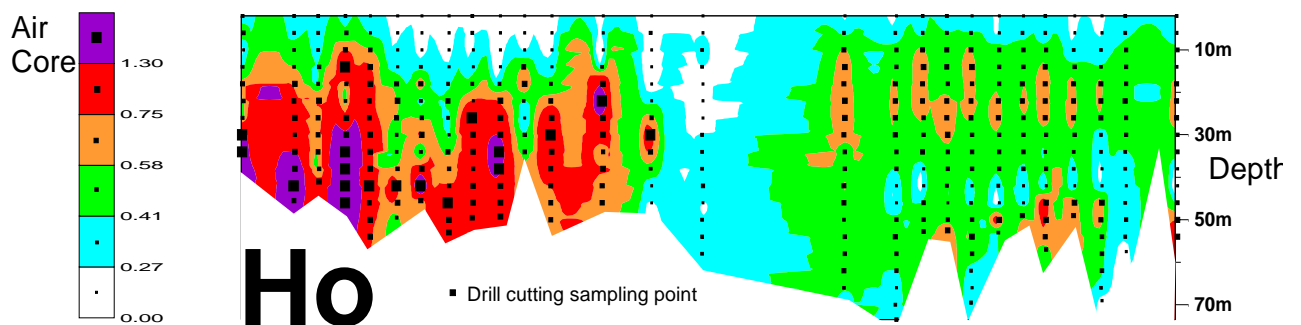 Air
Core
1.30
0.75
0.58
0.41
0.27
0.00
10m
30m
Depth
50m
70m
Ho
Drill cutting sampling point